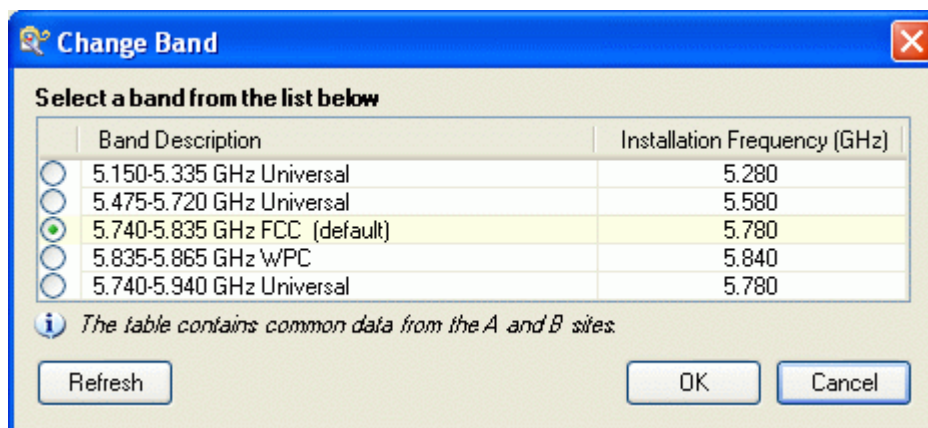 Change Band
Select a band from the list below
Band Description Installation Frequency (GHz)
5.150-5.335 GHz Universal 5.280
5.475-5.720 GHz Universal 5.580
5.740-5.835 GHz FCC (default) 5.780
5.835-5.865 GHz WPC 5.840
5.740-5.940 GHz Universal 5.780
The table contains common data from the A and B sites.
Refresh OK Cancel